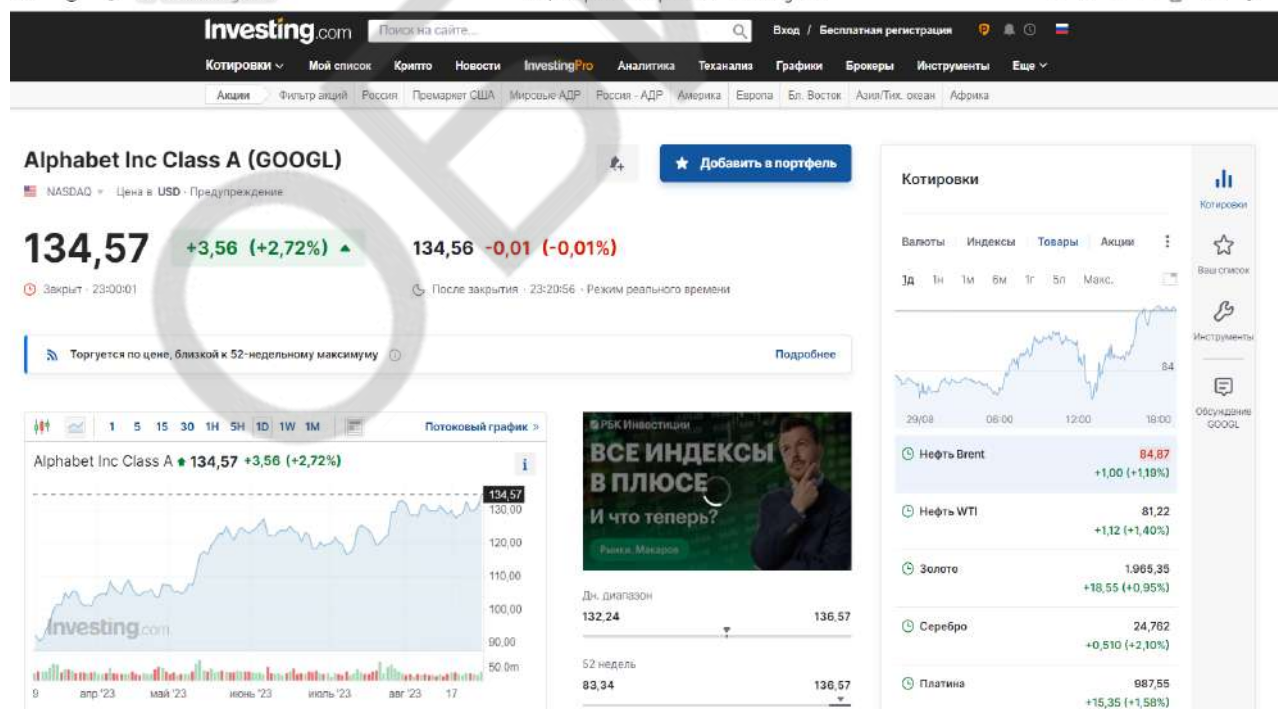 Investing.com Поиск на сайте... Вход / Бесплатная регистрация
Котировки Мой список Крипто Новости InvestingPro Аналитика Теханализ Графики Брокеры Инструменты Еще
Акции Фильтр акций Россия Премаркет США Мировые АДР Россия - АДР Америка Европа Бл. Восток Азия/Тих. океан Африка
Alphabet Inc Class A (GOOGL)
Добавить в портфель
NASDAQ Цена в USD · Предупреждение
134,57 +3,56 (+2,72%) 134,56 -0,01 (-0,01%)
Закрыт · 23:00:01 После закрытия · 23:20:56 · Режим реального времени
Торгуется по цене, близкой к 52-недельному максимуму Подробнее
1 5 15 30 1H 5H 1D 1W 1M Потоковый график »
Alphabet Inc Class A 134,57 +3,56 (+2,72%) i
134,57
130,00
120,00
110,00
100,00
90,00
50.0m
Investing.com
9 апр '23 май '23 июнь '23 июль '23 авг '23 17
РБК Инвестиции
ВСЕ ИНДЕКСЫ
В ПЛЮСЕ
И что теперь?
Рынки. Макаров
Дн. диапазон
132,24 136,57
52 недель
83,34 136,57
Котировки
Валюты Индексы Товары Акции
1д 1н 1м 6м 1г 5л Макс.
84
29/08 06:00 12:00 18:00
Нефть Brent 84,87
+1,00 (+1,19%)
Нефть WTI 81,22
+1,12 (+1,40%)
Золото 1.965,35
+18,55 (+0,95%)
Серебро 24,762
+0,510 (+2,10%)
Платина 987,55
+15,35 (+1,58%)
Котировки
Ваш список
Инструменты
Обсуждение
GOOGL